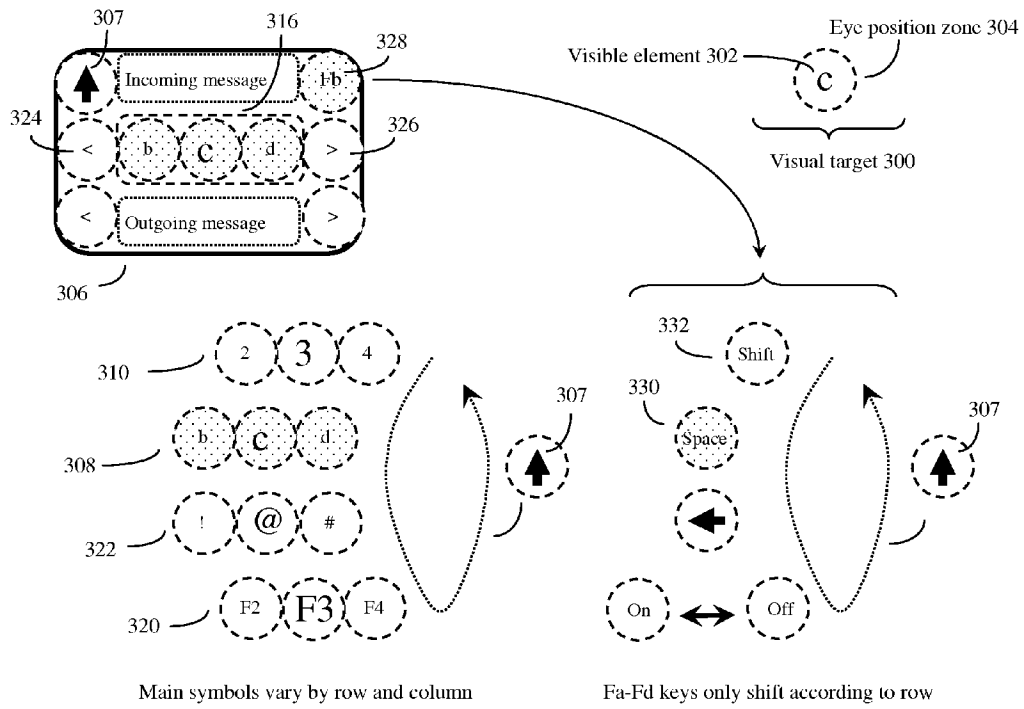 307
316
328
Eye position zone 304
Visible element 302
c
Incoming message
Fb
324
<
b
c
d
>
326
Visual target 300
<
Outgoing message
>
306
332
Shift
2
3
4
310
330
307
307
b
c
d
308
Space
!
@
#
322
F2
F3
F4
320
On
Off
Main symbols vary by row and column
Fa-Fd keys only shift according to row